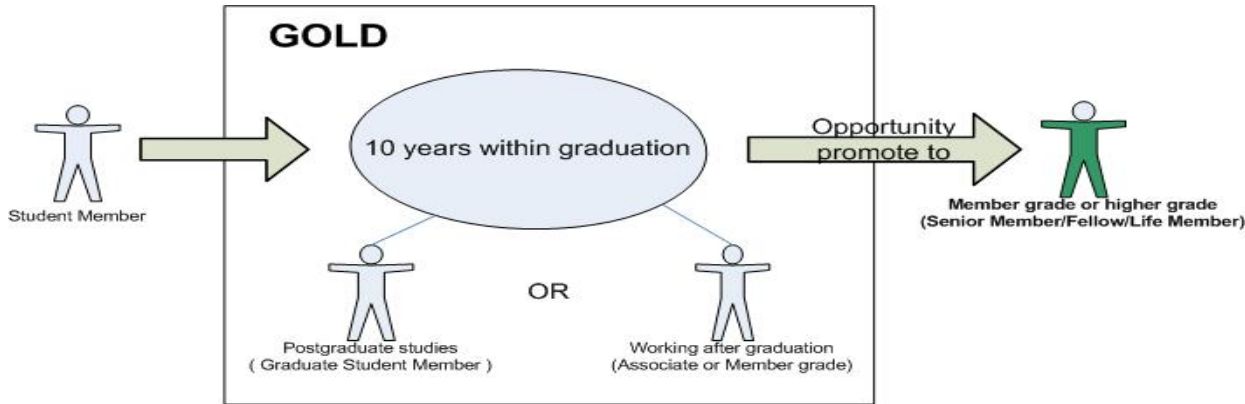 GOLD
10 years within graduation
Student Member
Opportunity
promote to
Member grade or higher grade
(Senior Member/Fellow/Life Member)
OR
Postgraduate studies
( Graduate Student Member )
Working after graduation
(Associate or Member grade)